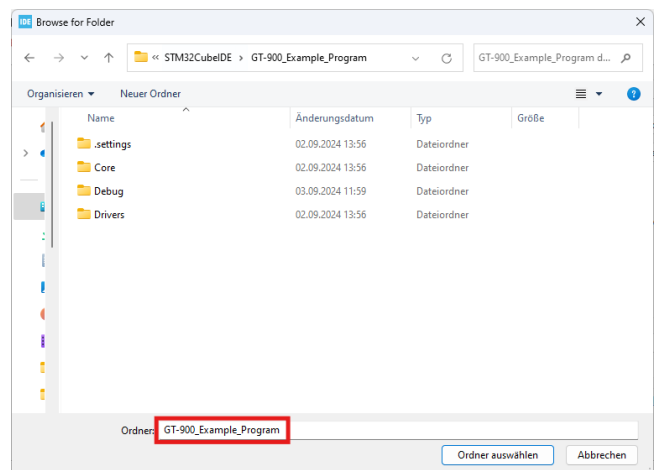 IDE Browse for Folder
« STM32CubeIDE > GT-900_Example_Program
GT-900_Example_Program d...
Organisieren Neuer Ordner
Name Änderungsdatum Typ Größe
.settings 02.09.2024 13:56 Dateiordner
Core 02.09.2024 13:56 Dateiordner
Debug 03.09.2024 11:59 Dateiordner
Drivers 02.09.2024 13:56 Dateiordner
Ordner: GT-900_Example_Program
Ordner auswählen Abbrechen